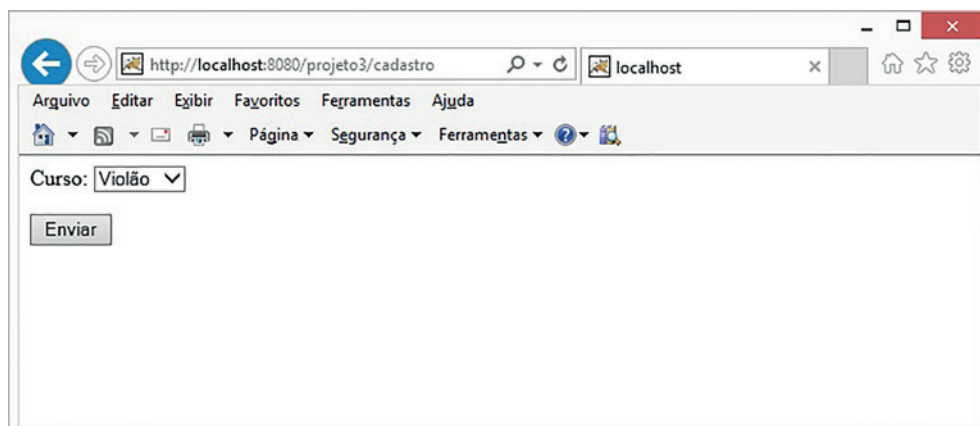 http://localhost:8080/projeto3/cadastro localhost
Arquivo Editar Exibir Favoritos Ferramentas Ajuda
Página Segurança Ferramentas
Curso: Violão
Enviar